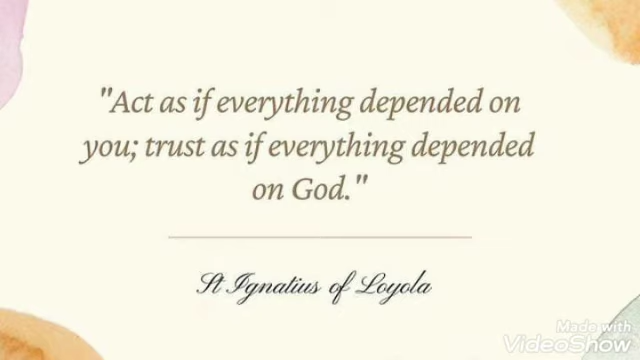 "Act as if everything depended on
you; trust as if everything depended
on God."
St Ignatius of Loyola
Made with
VideoShow